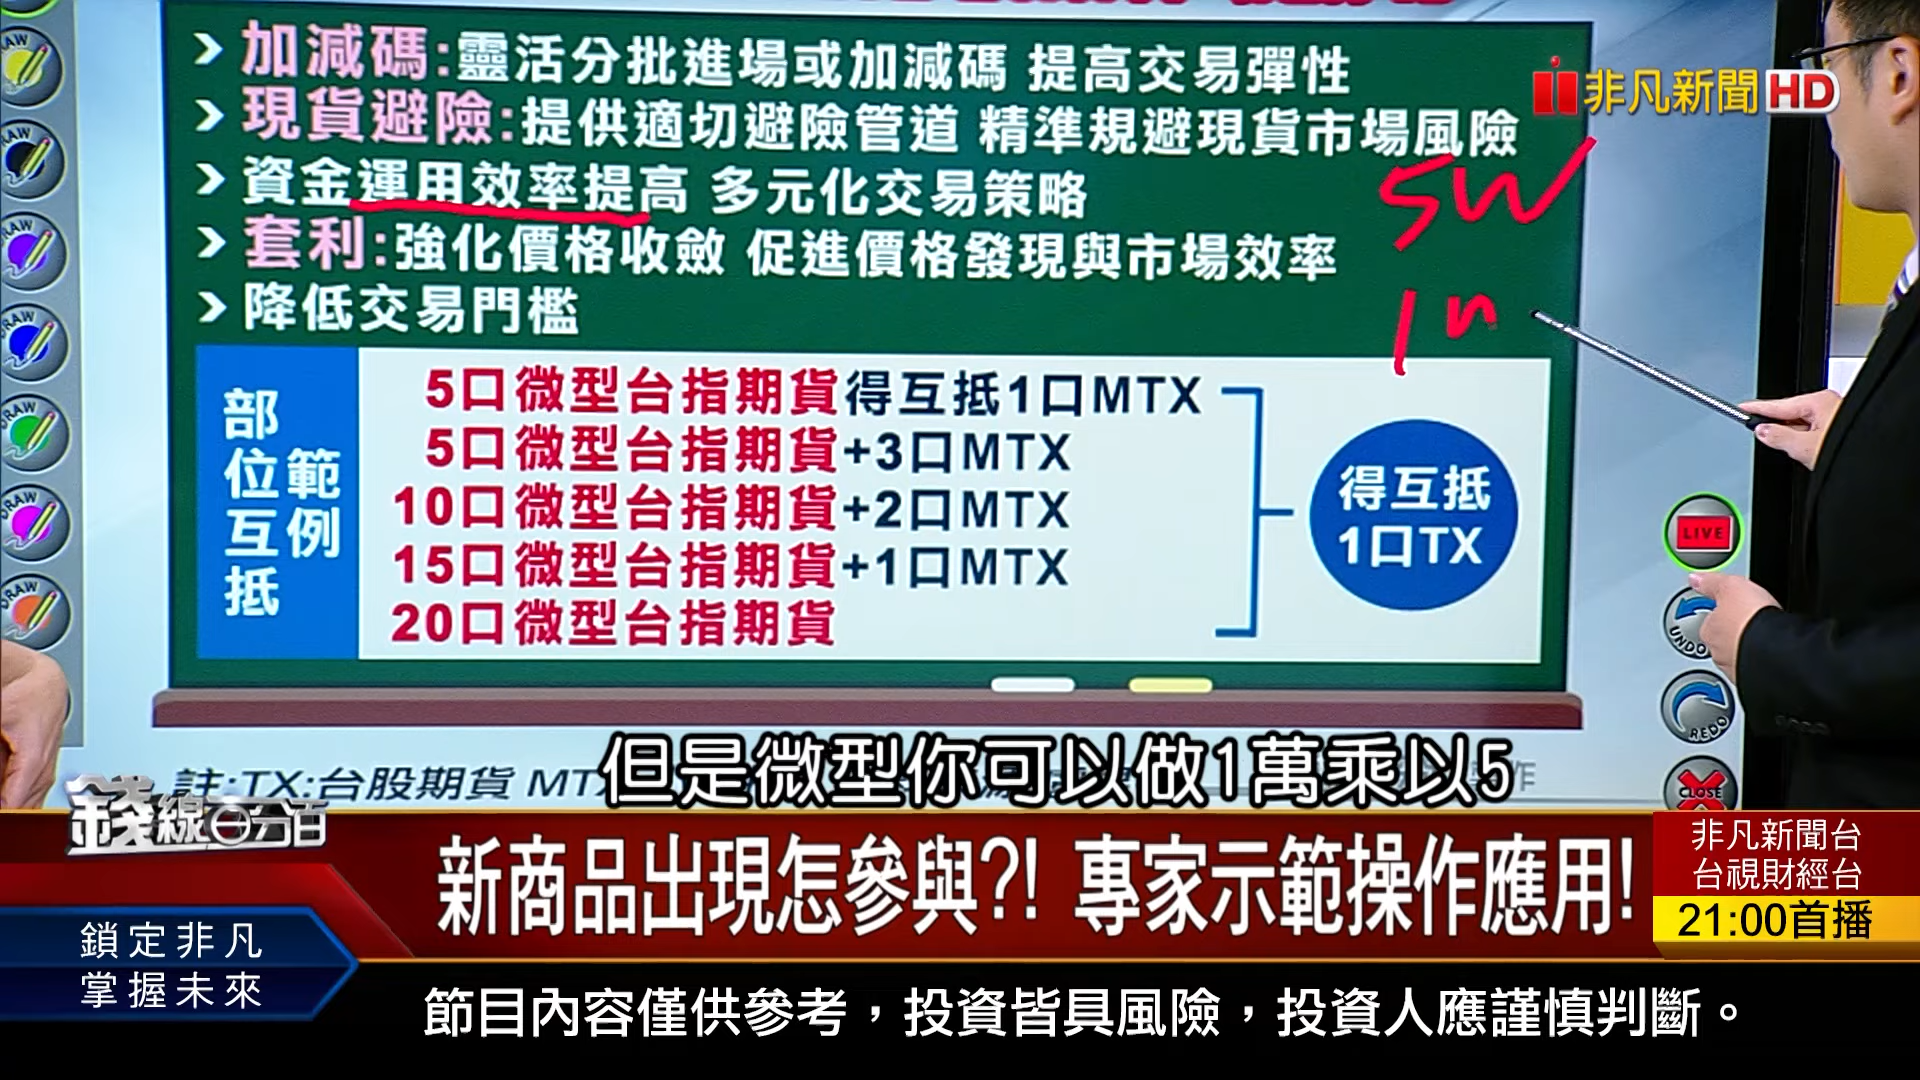 加減碼:靈活分批進場或加減碼 提高交易彈性
現貨避險:提供適切避險管道 精準規避現貨市場風險
資金運用效率提高 多元化交易策略
套利:強化價格收斂 促進價格發現與市場效率
降低交易門檻
非凡新聞HD
5W
1
部位互抵
範例
5口微型台指期貨得互抵1口MTX
5口微型台指期貨+3口MTX
10口微型台指期貨+2口MTX
15口微型台指期貨+1口MTX
20口微型台指期貨
得互抵
1口TX
DRAW
DRAW
DRAW
DRAW
DRAW
DRAW
LIVE
UNDO
REDO
CLOSE
註:TX:台股期貨 MT
但是微型你可以做1萬乘以5
錢線百分百
新商品出現怎參與?! 專家示範操作應用!
非凡新聞台
台視財經台
21:00首播
鎖定非凡
掌握未來
節目內容僅供參考，投資皆具風險，投資人應謹慎判斷。